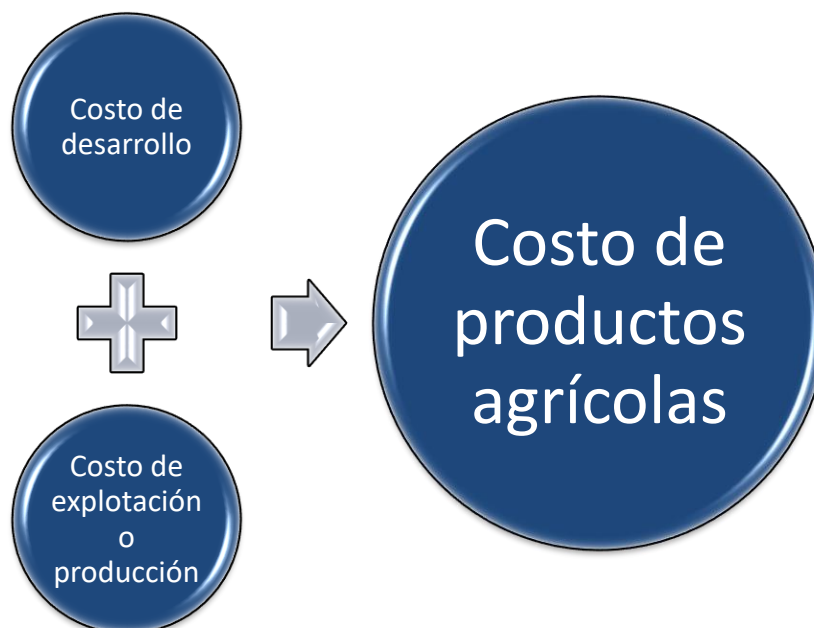 Costo de
desarrollo
Costo de
explotación
o
producción
Costo de
productos
agrícolas